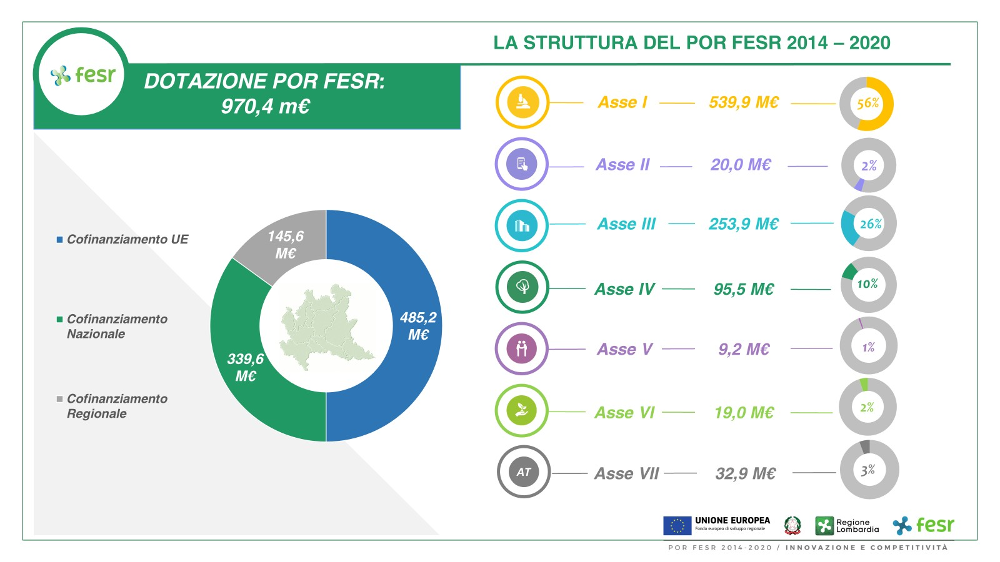 LA STRUTTURA DEL POR FESR 2014 – 2020
fesr
DOTAZIONE POR FESR:
970,4 m€
Cofinanziamento UE
Cofinanziamento
Nazionale
Cofinanziamento
Regionale
145,6
M€
485,2
M€
339,6
M€
Asse I 539,9 M€ 56%
Asse II 20,0 M€ 2%
Asse III 253,9 M€ 26%
Asse IV 95,5 M€ 10%
Asse V 9,2 M€ 1%
Asse VI 19,0 M€ 2%
AT Asse VII 32,9 M€ 3%
UNIONE EUROPEA
Fondo europeo di sviluppo regionale
Regione
Lombardia
fesr
POR FESR 2014-2020 / INNOVAZIONE E COMPETITIVITÀ